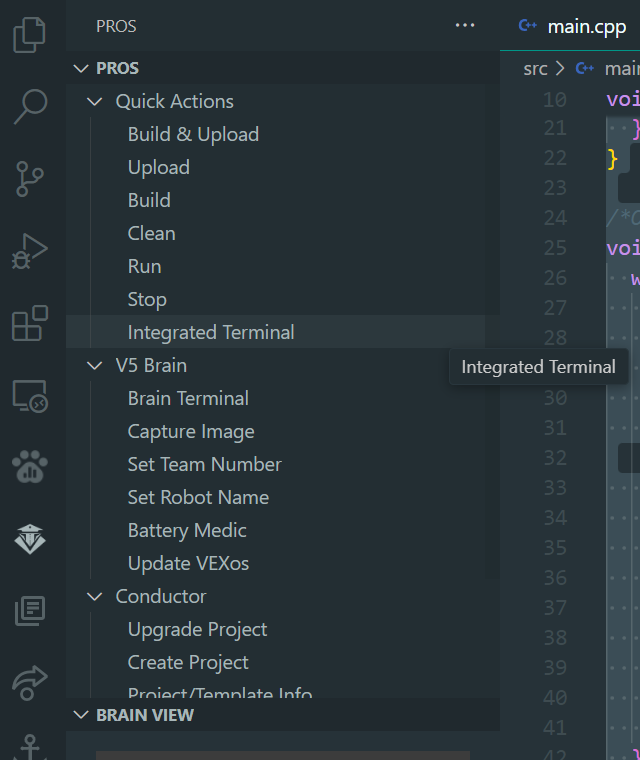 PROS
PROS
Quick Actions
Build & Upload
Upload
Build
Clean
Run
Stop
Integrated Terminal
V5 Brain
Brain Terminal
Capture Image
Set Team Number
Set Robot Name
Battery Medic
Update VEXos
Conductor
Upgrade Project
Create Project
Project/Template Info
BRAIN VIEW
main.cpp
src > C++ main
10 voi
21 }
22 }
23
24 /*
25 voi
26 w
27
28
Integrated Terminal
30
31
32
33
34
35
36
37
38
39
40
41
42 }